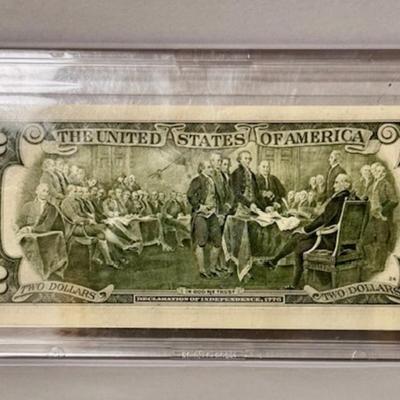 THE UNITED STATES OF AMERICA
IN GOD WE TRUST
TWO DOLLARS
DECLARATION OF INDEPENDENCE, 1776
TWO DOLLARS